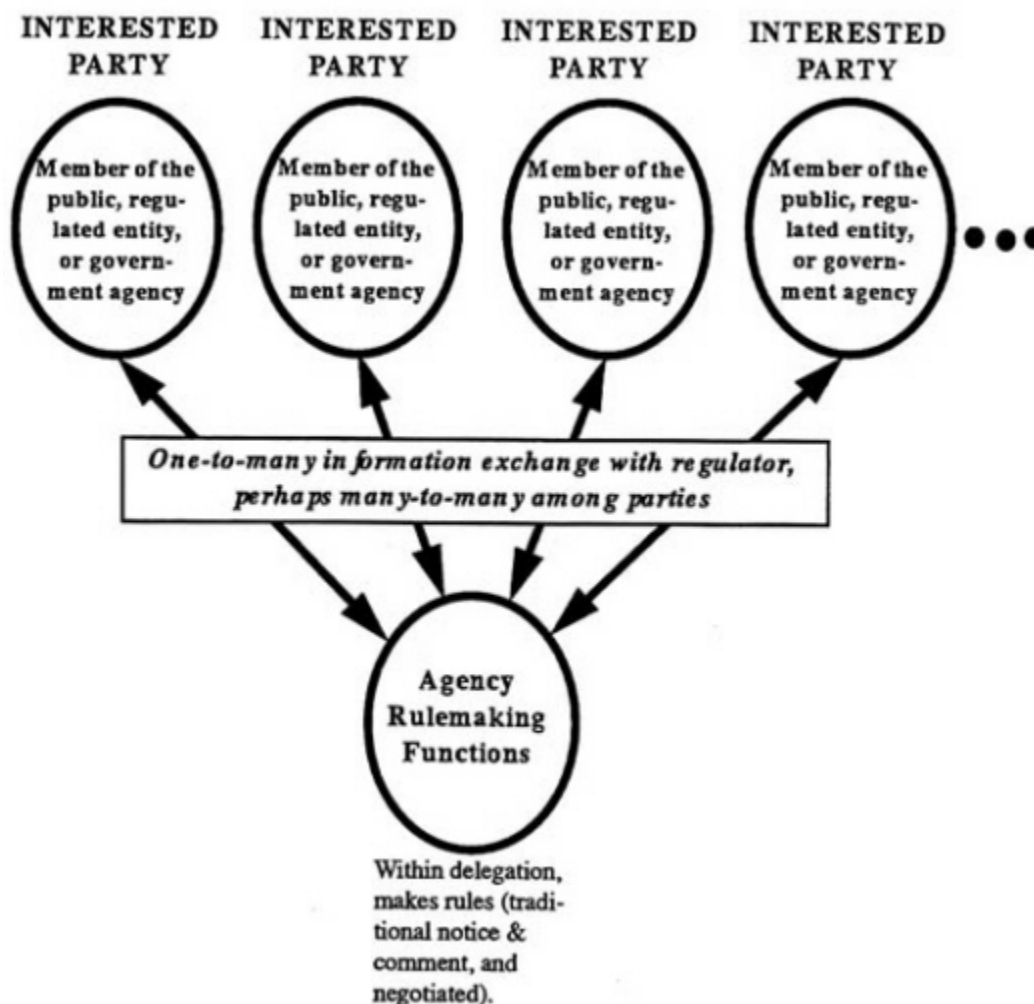 INTERESTED PARTY
INTERESTED PARTY
INTERESTED PARTY
INTERESTED PARTY
Member of the
public, regu-
lated entity,
or govern-
ment agency
Member of the
public, regu-
lated entity,
or govern-
ment agency
Member of the
public, regu-
lated entity,
or govern-
ment agency
Member of the
public, regu-
lated entity,
or govern-
ment agency
One-to-many information exchange with regulator,
perhaps many-to-many among parties
Agency
Rulemaking
Functions
Within delegation,
makes rules (tradi-
tional notice &
comment, and
negotiated).